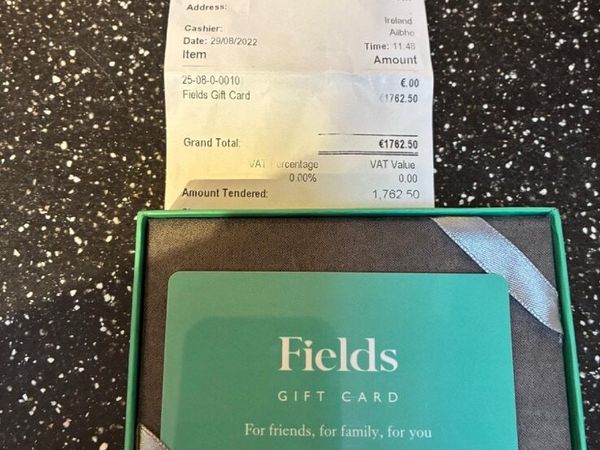 Address:
Ireland
Cashier: Ailbhe
Date: 29/08/2022 Time: 11:48
Item Amount
25-08-0-0010 €.00
Fields Gift Card €1762.50
Grand Total: €1762.50
VAT Percentage VAT Value
0.00% 0.00
Amount Tendered: 1,762.50
Fields
GIFT CARD
For friends, for family, for you